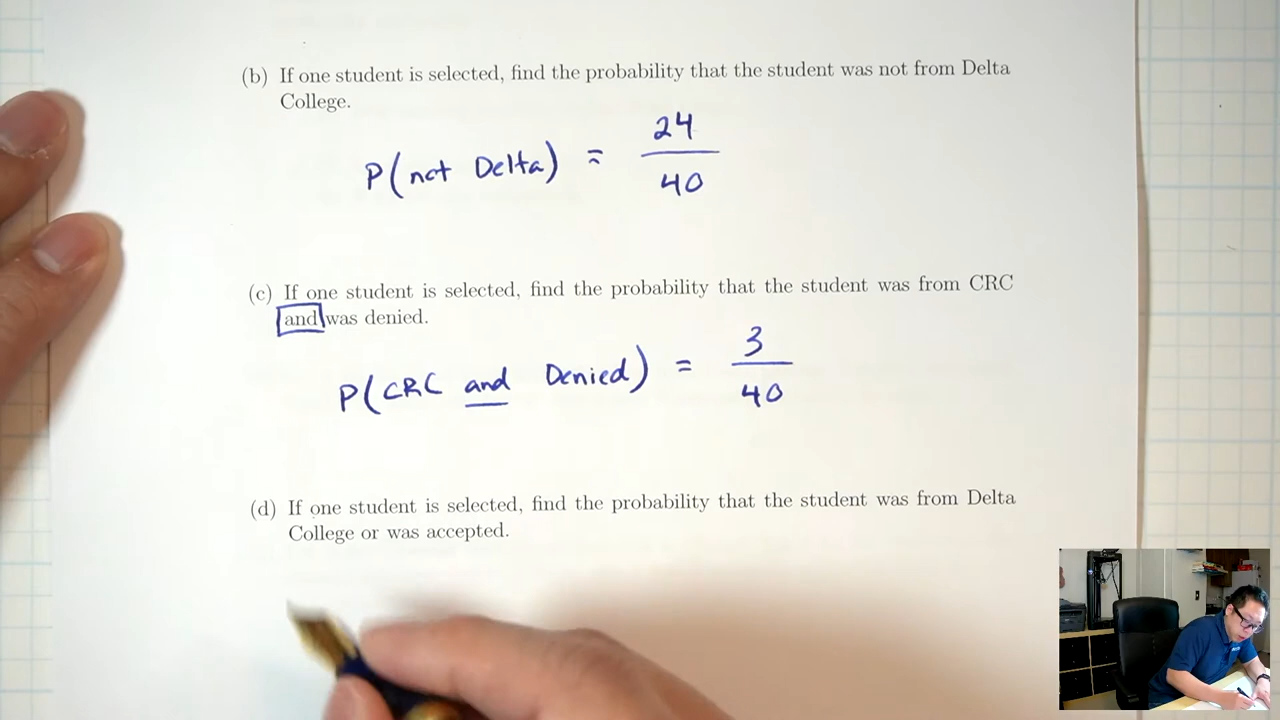 (b) If one student is selected, find the probability that the student was not from Delta
College.
P(not Delta) = 24/40
(c) If one student is selected, find the probability that the student was from CRC
and was denied.
P(CRC and Denied) = 3/40
(d) If one student is selected, find the probability that the student was from Delta
College or was accepted.